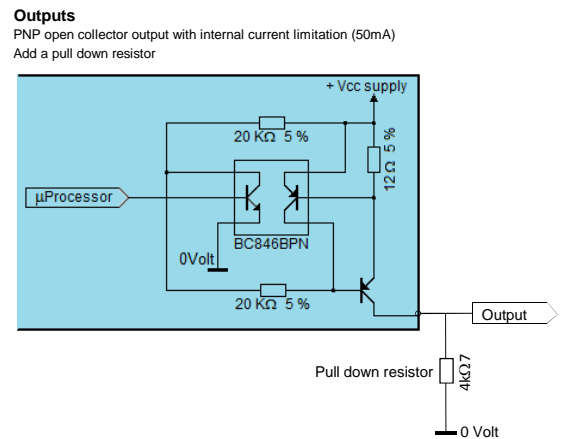 Outputs
PNP open collector output with internal current limitation (50mA)
Add a pull down resistor
+ Vcc supply
20 KΩ 5 %
12 Ω 5 %
µProcessor
BC846BPN
0Volt
20 KΩ 5 %
Output
Pull down resistor
4kΩ7
0 Volt